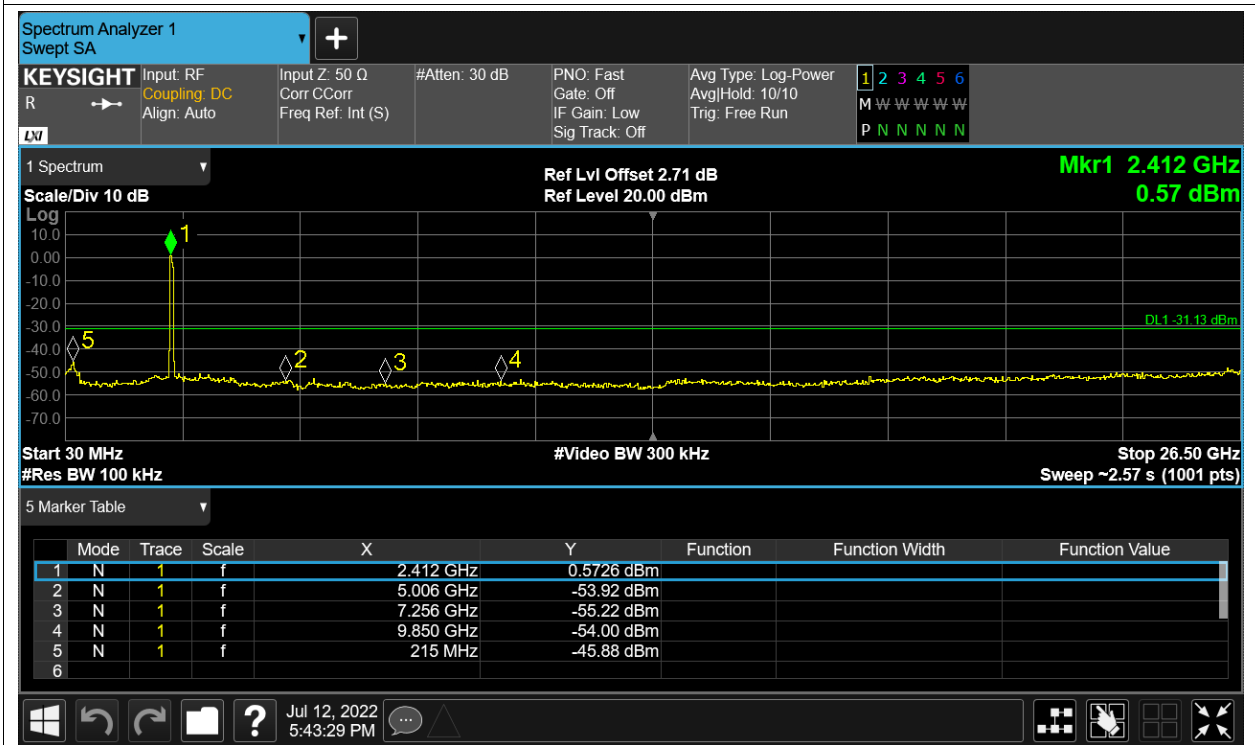 Spectrum Analyzer 1
Swept SA
KEYSIGHT Input: RF Input Z: 50 Ω #Atten: 30 dB PNO: Fast Avg Type: Log-Power 1 2 3 4 5 6
R Coupling: DC Corr CCorr Gate: Off Avg|Hold: 10/10 M W W W W W
Align: Auto Freq Ref: Int (S) IF Gain: Low Trig: Free Run
LXI Sig Track: Off P N N N N N
1 Spectrum Ref Lvl Offset 2.71 dB Mkr1 2.412 GHz
Scale/Div 10 dB Ref Level 20.00 dBm 0.57 dBm
Log
10.0 1
0.00
-10.0
-20.0
-30.0 DL1 -31.13 dBm
-40.0 5
-50.0 2 3 4
-60.0
-70.0
Start 30 MHz #Video BW 300 kHz Stop 26.50 GHz
#Res BW 100 kHz Sweep ~2.57 s (1001 pts)
5 Marker Table
Mode Trace Scale X Y Function Function Width Function Value
1 N 1 f 2.412 GHz 0.5726 dBm
2 N 1 f 5.006 GHz -53.92 dBm
3 N 1 f 7.256 GHz -55.22 dBm
4 N 1 f 9.850 GHz -54.00 dBm
5 N 1 f 215 MHz -45.88 dBm
6
? Jul 12, 2022
5:43:29 PM